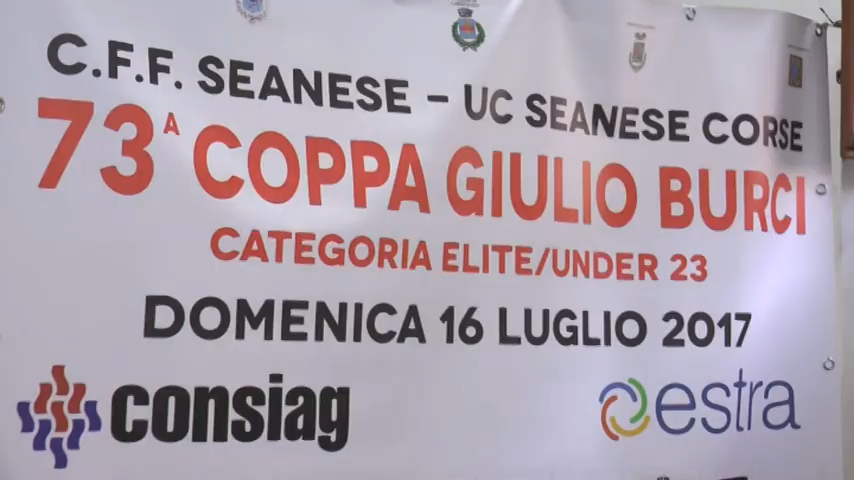 C.F.F. SEANESE - UC SEANESE CORSE
73ª COPPA GIULIO BURCI
CATEGORIA ELITE/UNDER 23
DOMENICA 16 LUGLIO 2017
consiag
estra